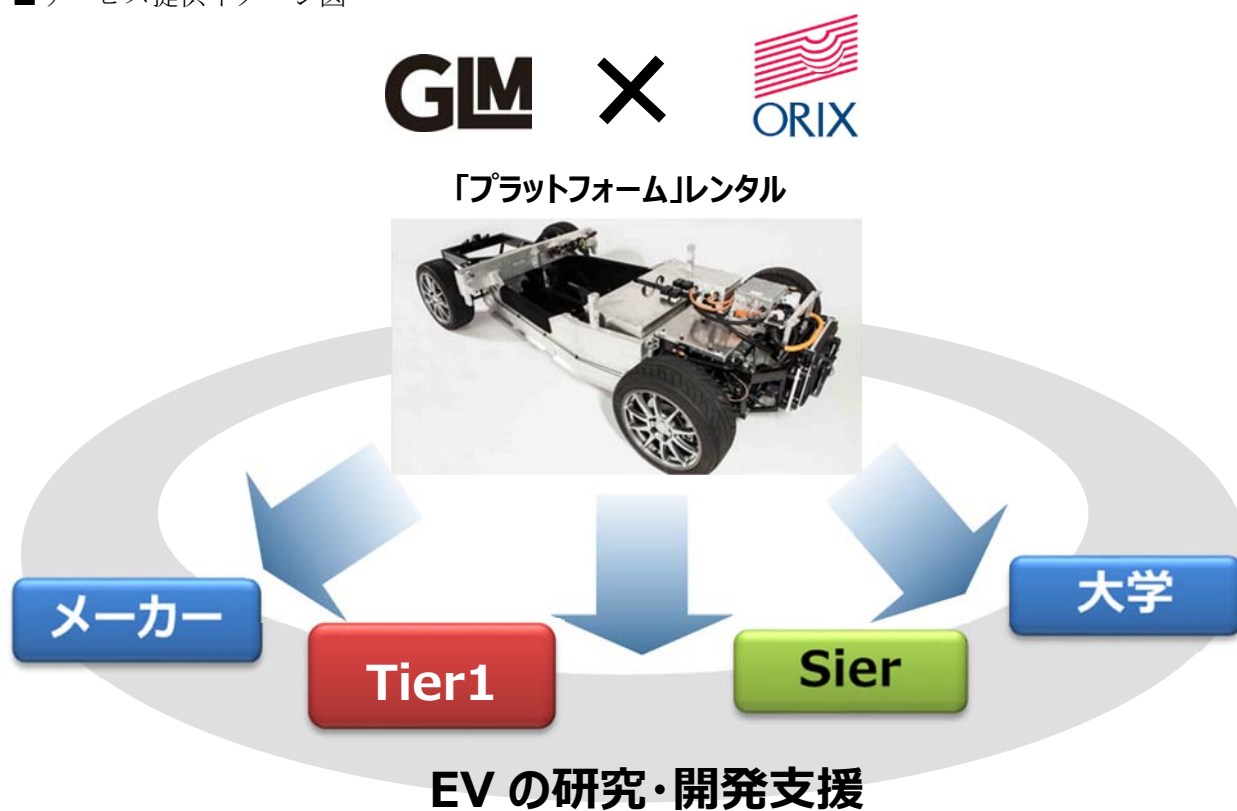 GLM × ORIX
「プラットフォーム」レンタル
メーカー
大学
Tier1
Sier
EV の研究・開発支援